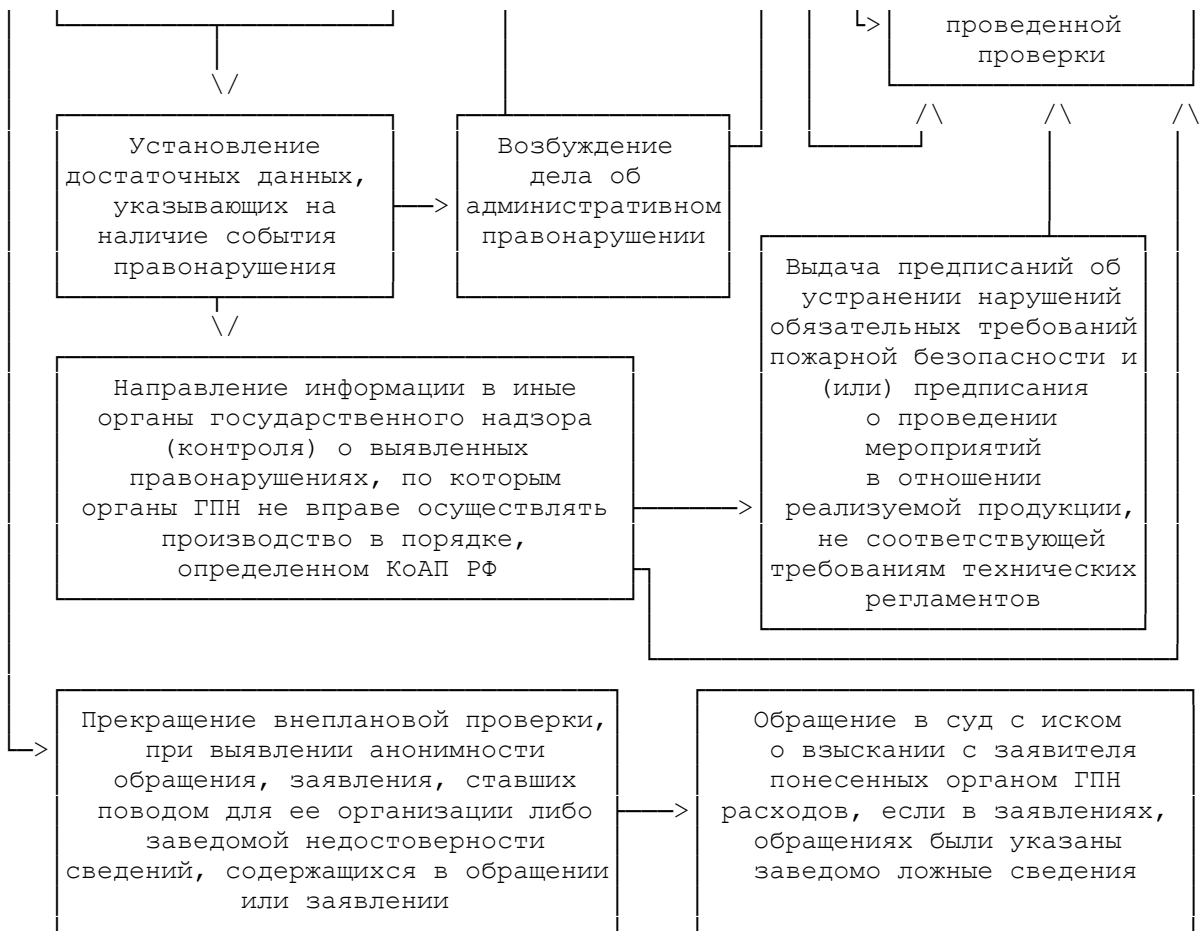 проведенной
проверки
Установление
достаточных данных,
указывающих на
наличие события
правонарушения
Возбуждение
дела об
административном
правонарушении
Выдача предписаний об
устранении нарушений
обязательных требований
пожарной безопасности и
(или) предписания
о проведении
мероприятий
в отношении
реализуемой продукции,
не соответствующей
требованиям технических
регламентов
Направление информации в иные
органы государственного надзора
(контроля) о выявленных
правонарушениях, по которым
органы ГПН не вправе осуществлять
производство в порядке,
определенном КоАП РФ
Прекращение внеплановой проверки,
при выявлении анонимности
обращения, заявления, ставших
поводом для ее организации либо
заведомой недостоверности
сведений, содержащихся в обращении
или заявлении
Обращение в суд с иском
о взыскании с заявителя
понесенных органом ГПН
расходов, если в заявлениях,
обращениях были указаны
заведомо ложные сведения